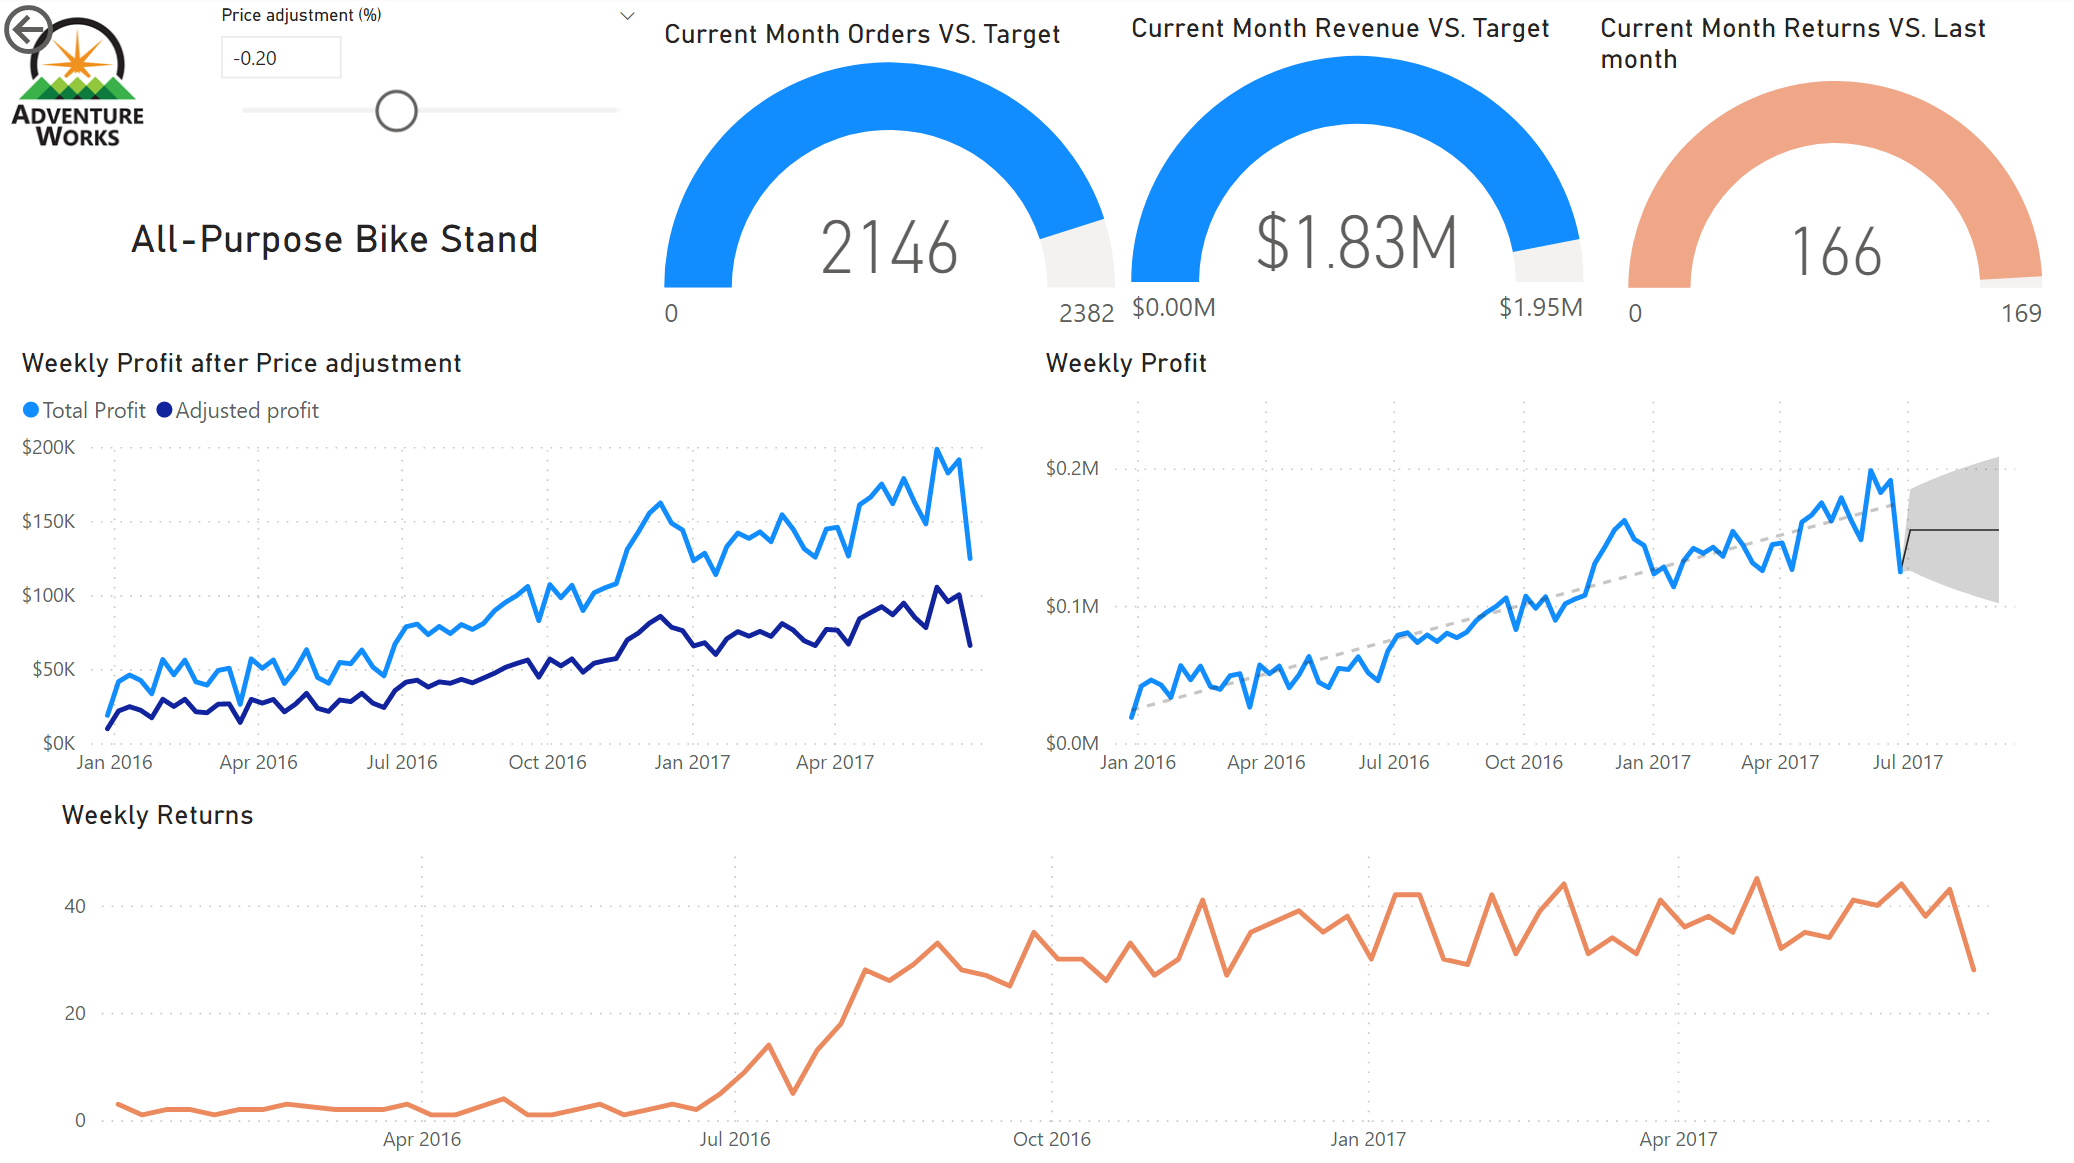 ADVENTURE
WORKS
Price adjustment (%)
-0.20
All-Purpose Bike Stand
Current Month Orders VS. Target
2146
0
2382
Current Month Revenue VS. Target
$1.83M
$0.00M
$1.95M
Current Month Returns VS. Last
month
166
0
169
Weekly Profit after Price adjustment
Total Profit
Adjusted profit
$200K
$150K
$100K
$50K
$0K
Jan 2016
Apr 2016
Jul 2016
Oct 2016
Jan 2017
Apr 2017
Weekly Profit
$0.2M
$0.1M
$0.0M
Jan 2016
Apr 2016
Jul 2016
Oct 2016
Jan 2017
Apr 2017
Jul 2017
Weekly Returns
40
20
0
Apr 2016
Jul 2016
Oct 2016
Jan 2017
Apr 2017